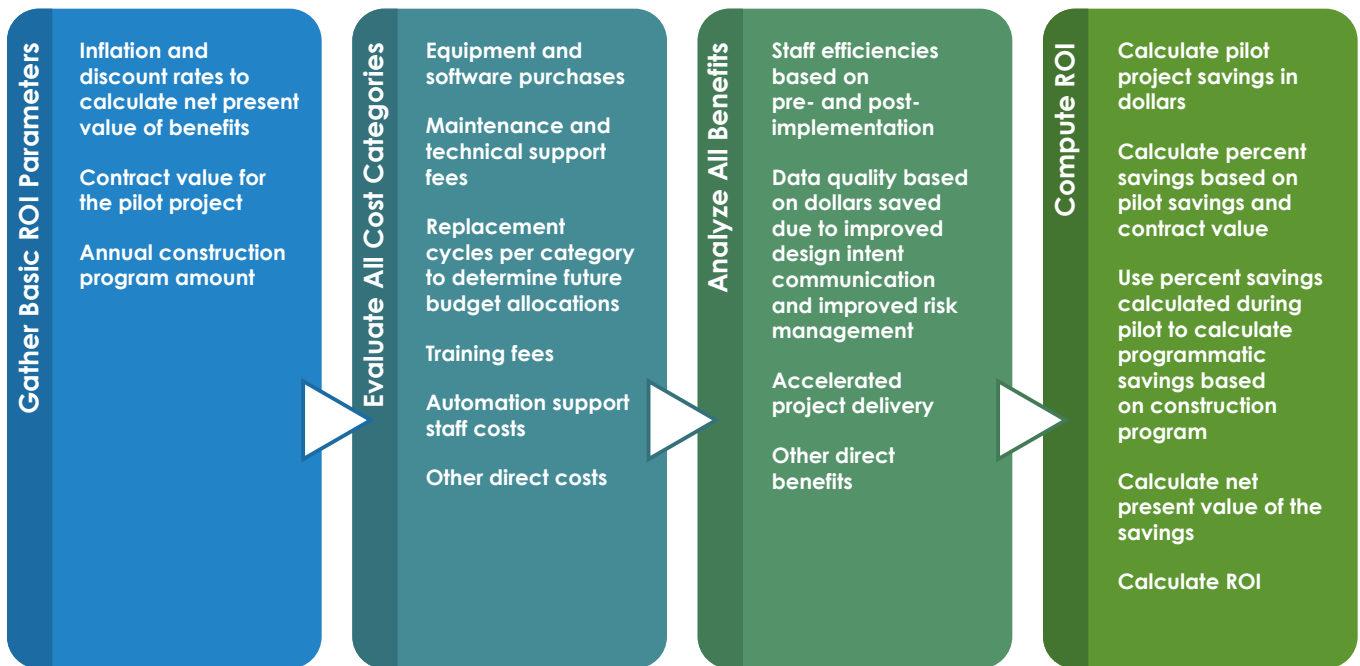 Gather Basic ROI Parameters
Inflation and
discount rates to
calculate net present
value of benefits
Contract value for
the pilot project
Annual construction
program amount
Evaluate All Cost Categories
Equipment and
software purchases
Maintenance and
technical support
fees
Replacement
cycles per category
to determine future
budget allocations
Training fees
Automation support
staff costs
Other direct costs
Analyze All Benefits
Staff efficiencies
based on
pre- and post-
implementation
Data quality based
on dollars saved
due to improved
design intent
communication
and improved risk
management
Accelerated
project delivery
Other direct
benefits
Compute ROI
Calculate pilot
project savings in
dollars
Calculate percent
savings based on
pilot savings and
contract value
Use percent savings
calculated during
pilot to calculate
programmatic
savings based
on construction
program
Calculate net
present value of the
savings
Calculate ROI